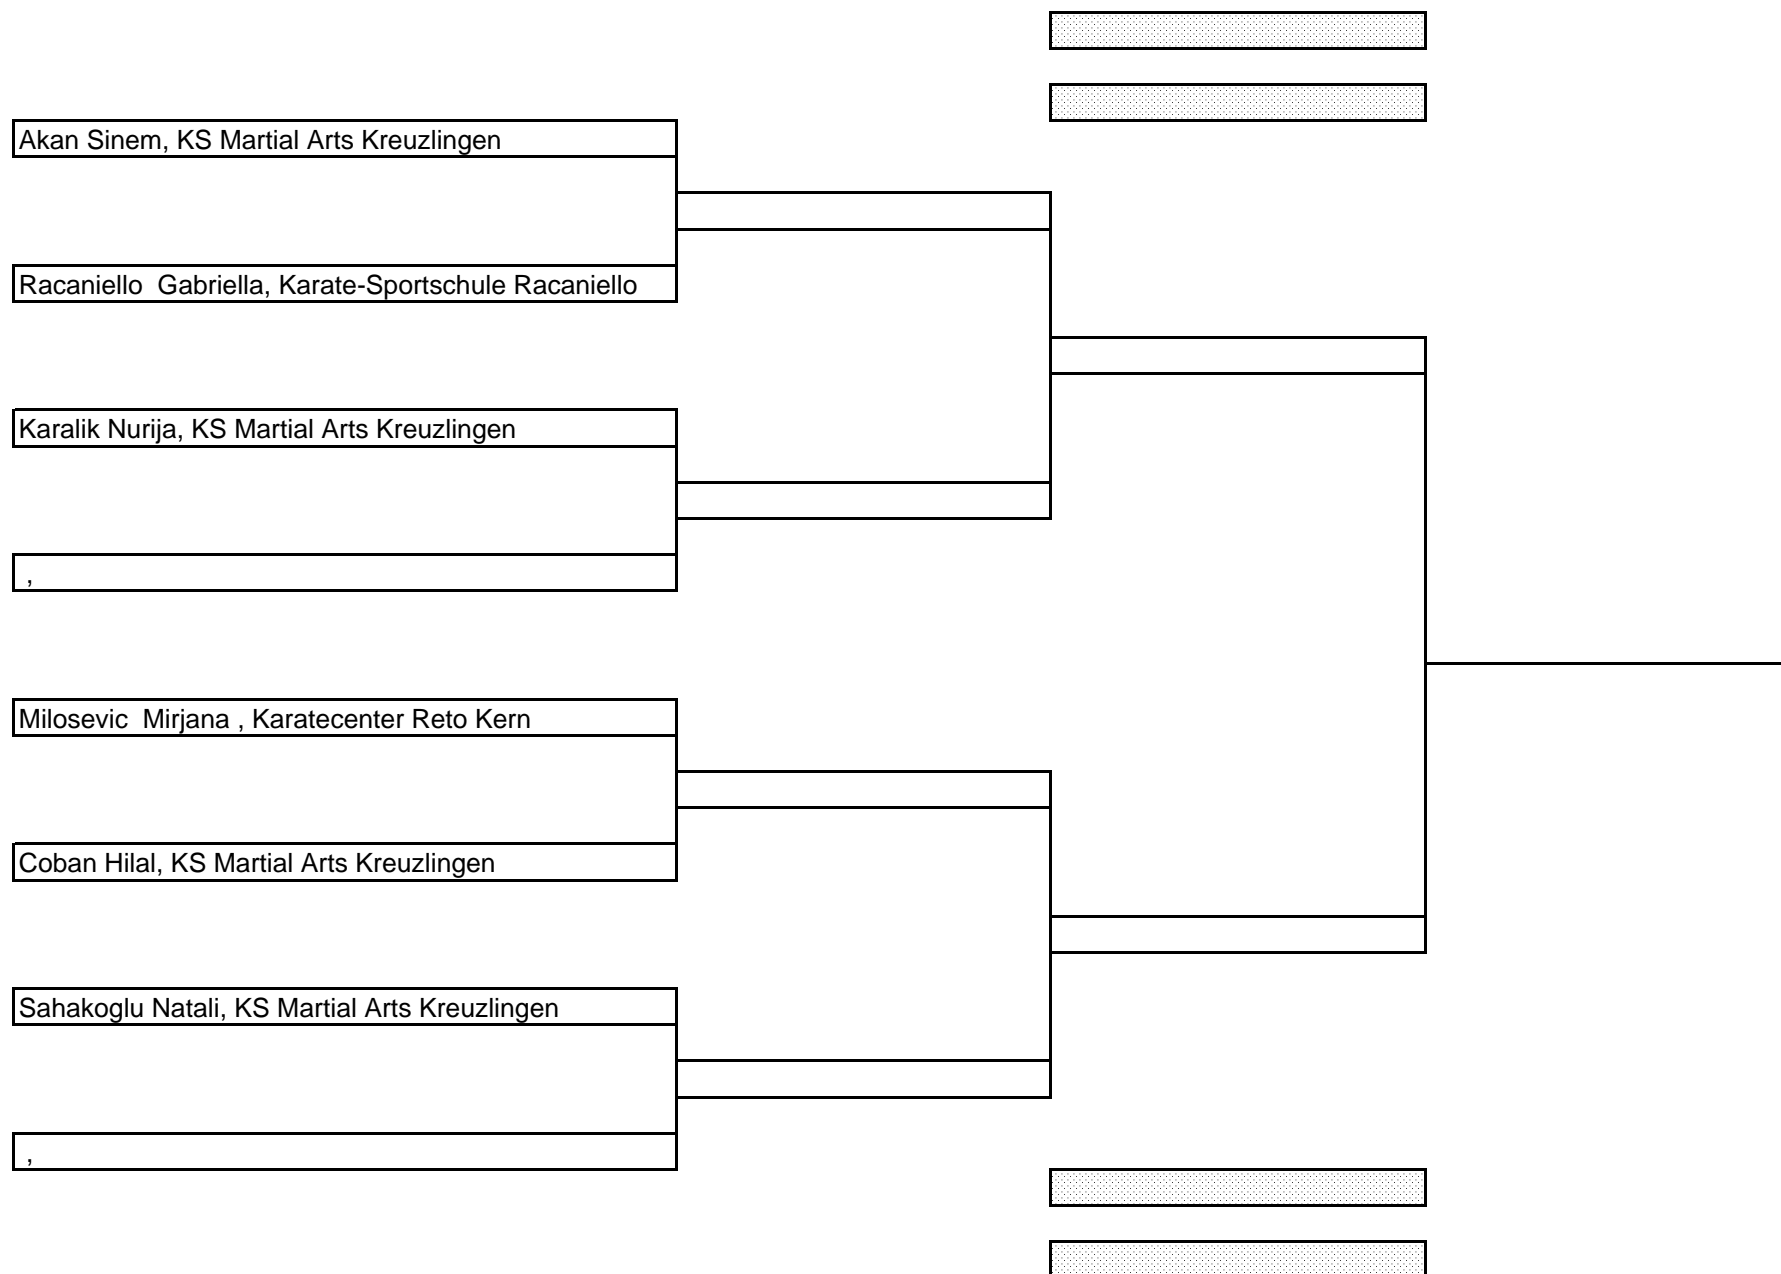 Akan Sinem, KS Martial Arts Kreuzlingen
Racaniello  Gabriella, Karate-Sportschule Racaniello
Karalik Nurija, KS Martial Arts Kreuzlingen
,
Milosevic  Mirjana , Karatecenter Reto Kern
Coban Hilal, KS Martial Arts Kreuzlingen
Sahakoglu Natali, KS Martial Arts Kreuzlingen
,